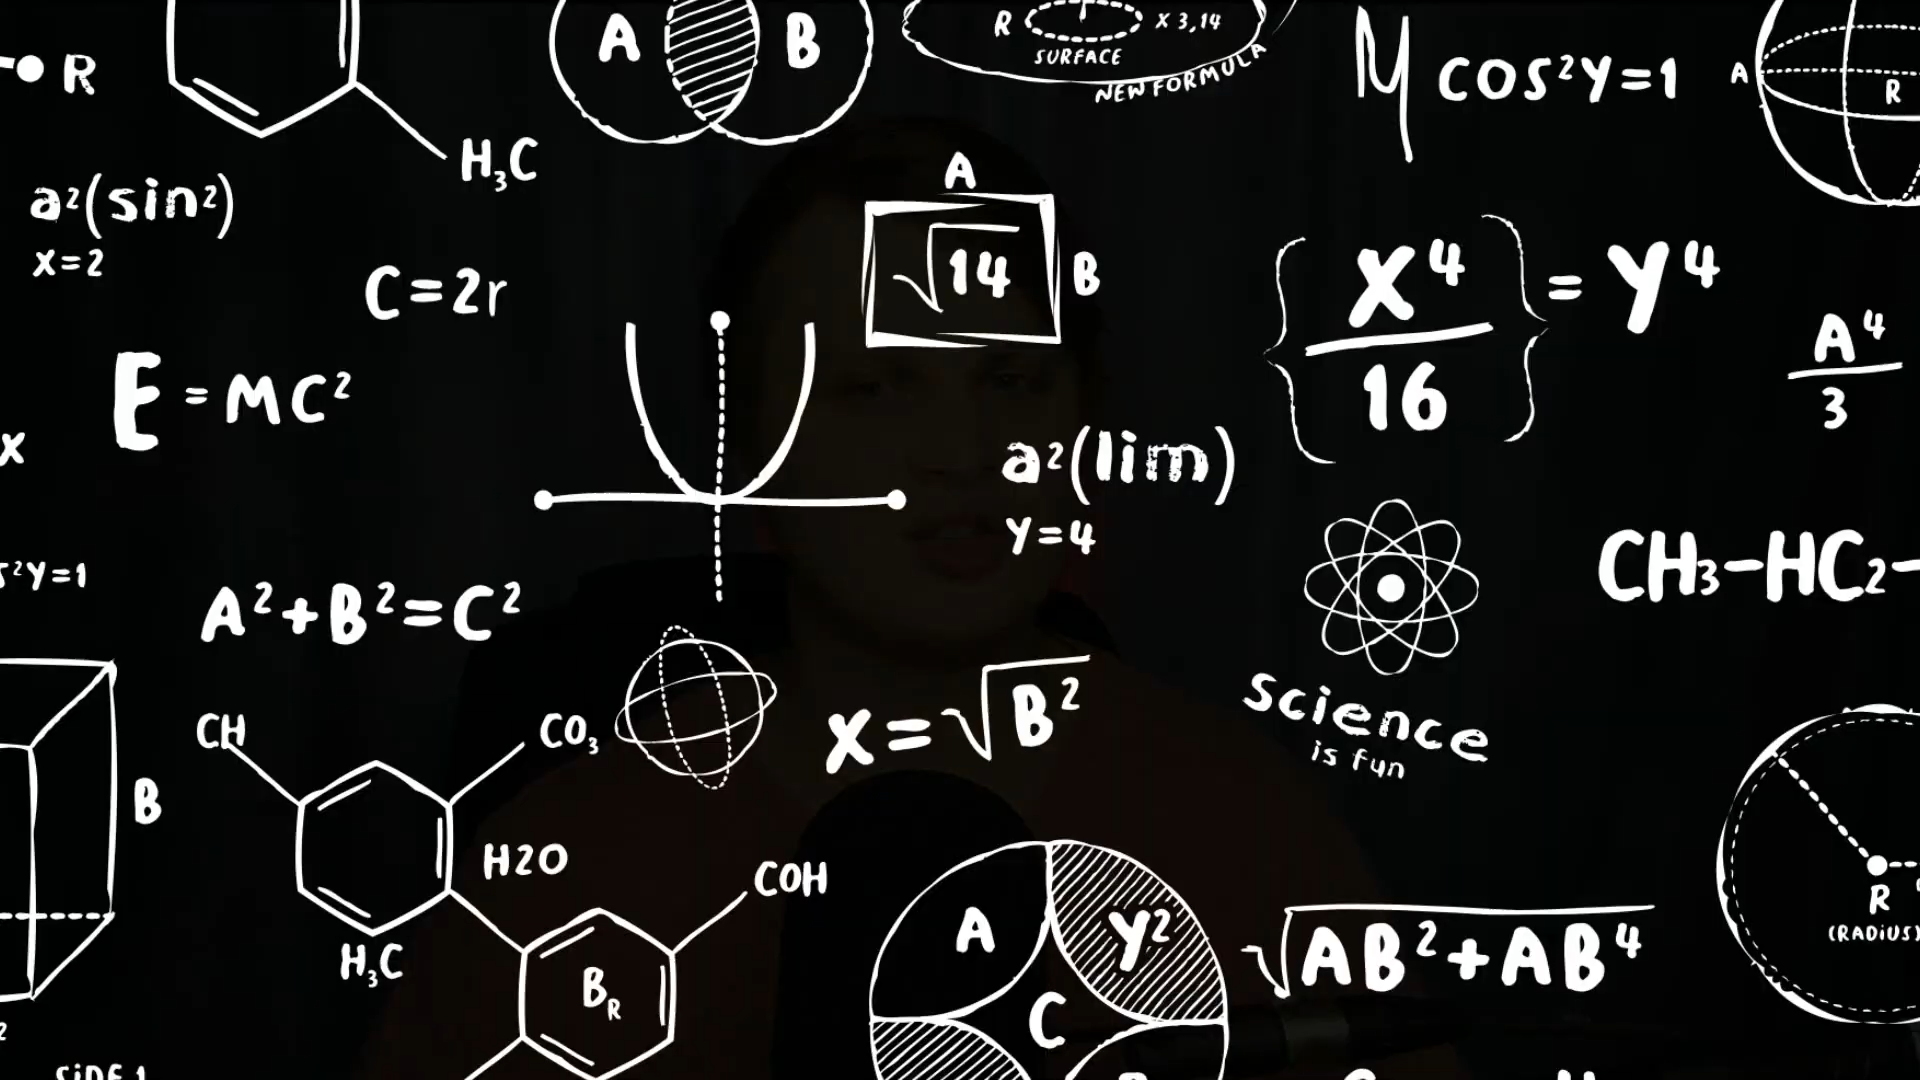 R
A
B
R
X 3,14
SURFACE
NEW FORMULA
COS²Y=1
A
R
H₃C
a²(sin²)
x=2
A
√14
B
C=2r
X⁴/16 = Y⁴
A⁴/3
E = MC²
X
a²(lim)
Y=4
²Y=1
CH₃-HC₂-
A²+B²=C²
science
is fun
X=√B²
CH
CO₃
B
H2O
COH
H₃C
Bᴿ
A
Y²
C
√AB²+AB⁴
R
(RADIUS)
2
SIDE 1